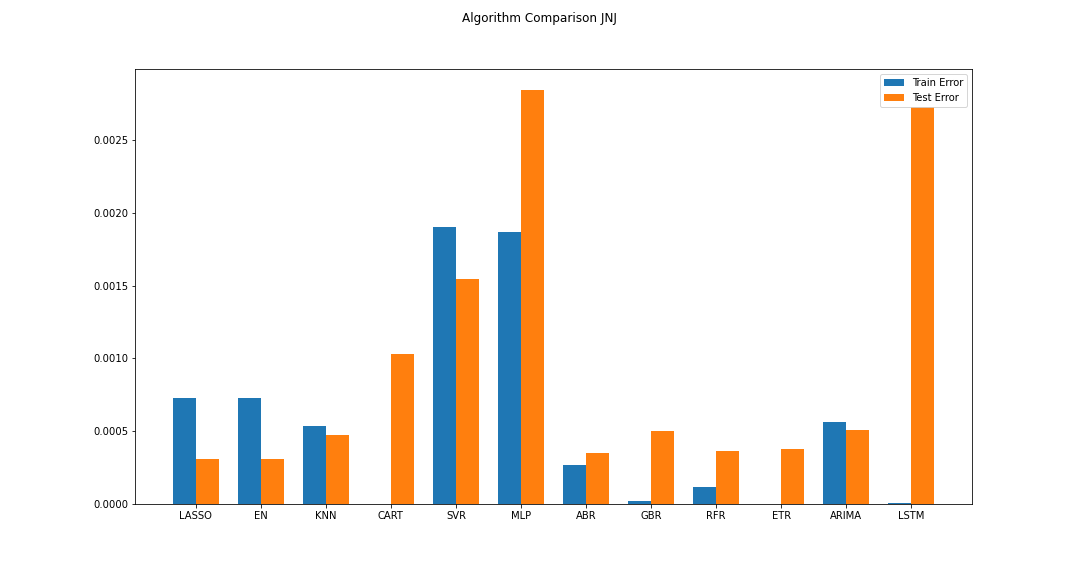 Algorithm Comparison JNJ
Train Error
Test Error
0.0025
0.0020
0.0015
0.0010
0.0005
0.0000
LASSO EN KNN CART SVR MLP ABR GBR RFR ETR ARIMA LSTM